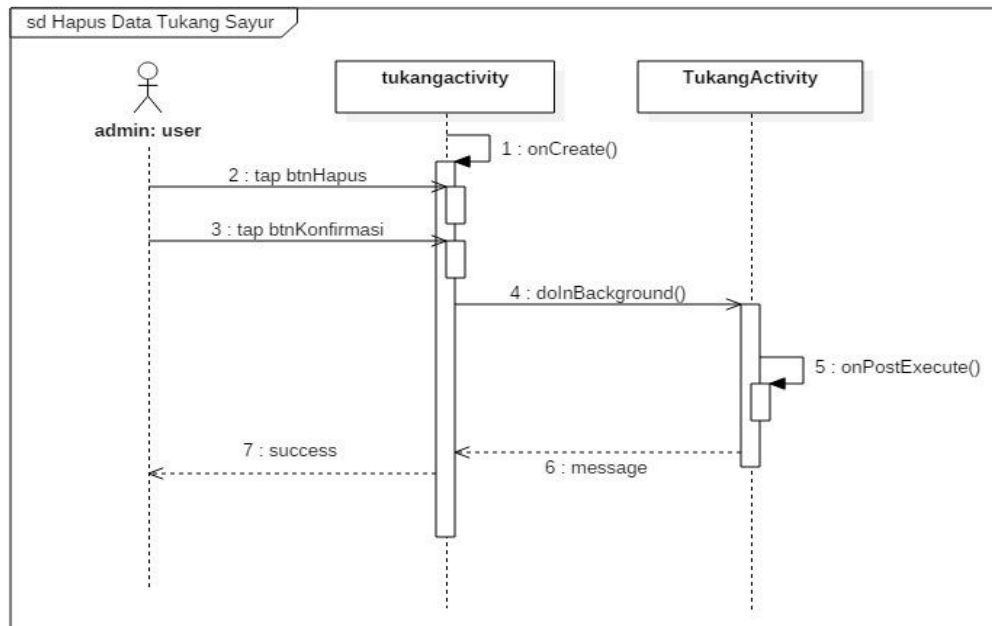 sd Hapus Data Tukang Sayur
admin: user
tukangactivity
TukangActivity
1 : onCreate()
2 : tap btnHapus
3 : tap btnKonfirmasi
4 : doInBackground()
5 : onPostExecute()
6 : message
7 : success